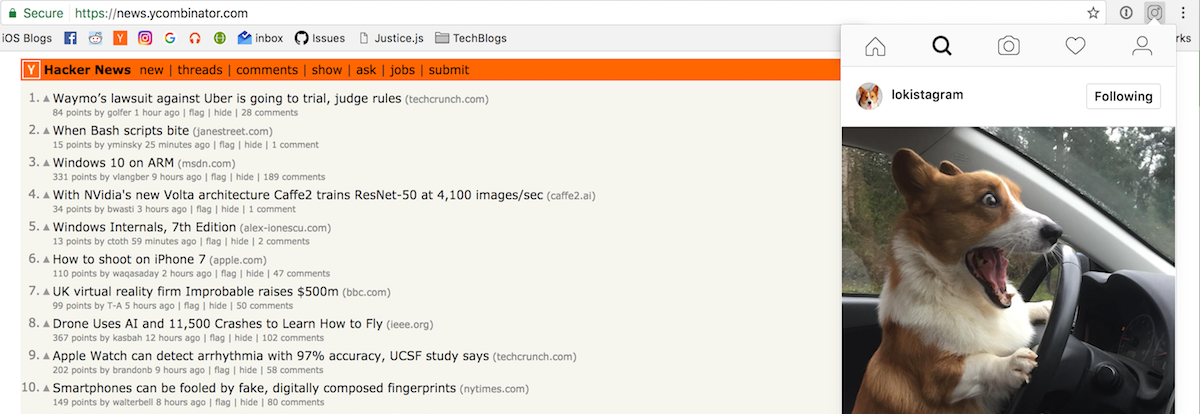 Secure https://news.ycombinator.com
iOS Blogs inbox Issues Justice.js TechBlogs rks
Y Hacker News new | threads | comments | show | ask | jobs | submit
1. Waymo's lawsuit against Uber is going to trial, judge rules (techcrunch.com)
84 points by golfer 1 hour ago | flag | hide | 28 comments
2. When Bash scripts bite (janestreet.com)
15 points by yminsky 25 minutes ago | flag | hide | 1 comment
3. Windows 10 on ARM (msdn.com)
331 points by vlangber 9 hours ago | flag | hide | 189 comments
4. With NVidia's new Volta architecture Caffe2 trains ResNet-50 at 4,100 images/sec (caffe2.ai)
34 points by bwasti 3 hours ago | flag | hide | 1 comment
5. Windows Internals, 7th Edition (alex-ionescu.com)
13 points by ctoth 59 minutes ago | flag | hide | 2 comments
6. How to shoot on iPhone 7 (apple.com)
110 points by waqasaday 2 hours ago | flag | hide | 47 comments
7. UK virtual reality firm Improbable raises $500m (bbc.com)
99 points by T-A 5 hours ago | flag | hide | 50 comments
8. Drone Uses AI and 11,500 Crashes to Learn How to Fly (ieee.org)
367 points by kasbah 12 hours ago | flag | hide | 102 comments
9. Apple Watch can detect arrhythmia with 97% accuracy, UCSF study says (techcrunch.com)
202 points by brandonb 9 hours ago | flag | hide | 58 comments
10. Smartphones can be fooled by fake, digitally composed fingerprints (nytimes.com)
149 points by walterbell 8 hours ago | flag | hide | 80 comments
lokistagram
Following